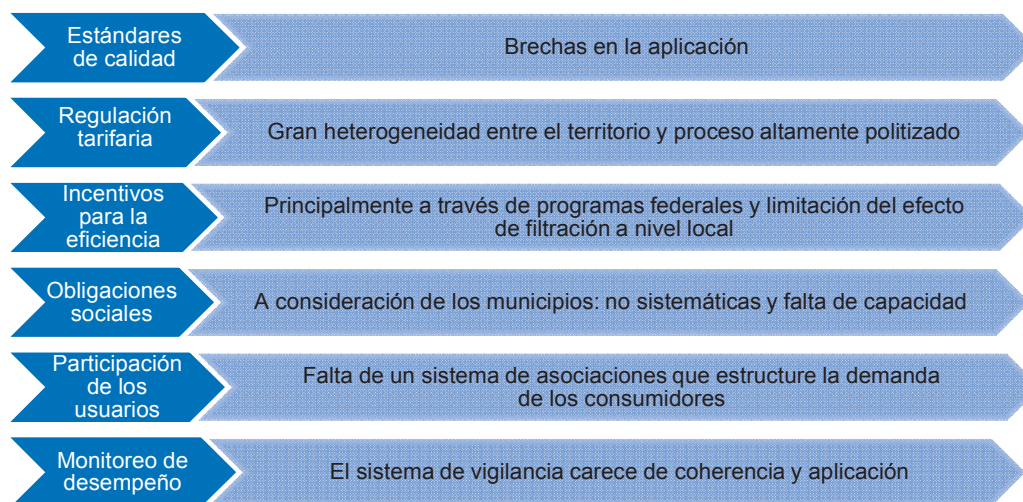 Estándares
de calidad
Brechas en la aplicación
Regulación
tarifaria
Gran heterogeneidad entre el territorio y proceso altamente politizado
Incentivos
para la
eficiencia
Principalmente a través de programas federales y limitación del efecto
de filtración a nivel local
Obligaciones
sociales
A consideración de los municipios: no sistemáticas y falta de capacidad
Participación
de los
usuarios
Falta de un sistema de asociaciones que estructure la demanda
de los consumidores
Monitoreo de
desempeño
El sistema de vigilancia carece de coherencia y aplicación